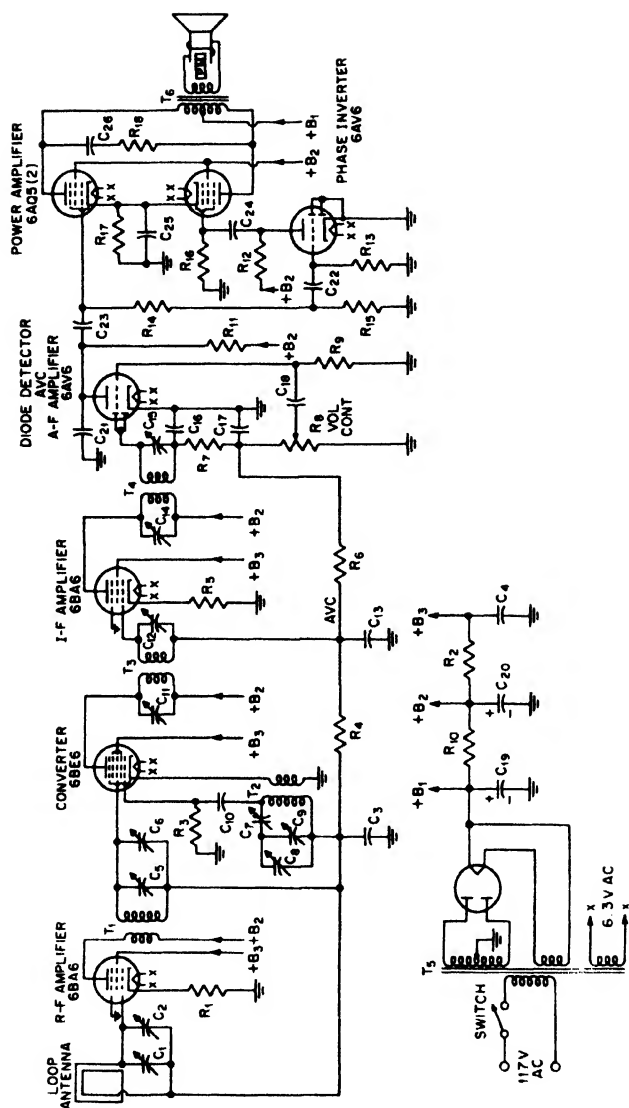 LOOP
ANTENNA
R-F AMPLIFIER
6BA6
CONVERTER
6BE6
I-F AMPLIFIER
6BA6
DIODE DETECTOR
AVC
A-F AMPLIFIER
6AV6
POWER AMPLIFIER
6AQ5 (2)
PHASE INVERTER
6AV6
C1
C2
R1
+B3
+B2
T1
C5
C6
R3
C10
T2
C7
C8
C9
X X
+B3
+B2
C11
T3
C12
X X
R5
+B3
+B2
C14
T4
C15
C16
C17
R7
R8
VOL
CONT
C18
X X
R9
C21
C23
R11
+B2
R14
R15
C22
R13
R12
+B2
C24
R16
R17
C25
X X
X X
X X
C26
R18
T6
PM
+B2
+B1
C3
R4
AVC
C13
R6
SWITCH
117V
AC
T5
6.3V AC
X
X
+B1
R10
+B2
R2
+B3
C19
C20
C4